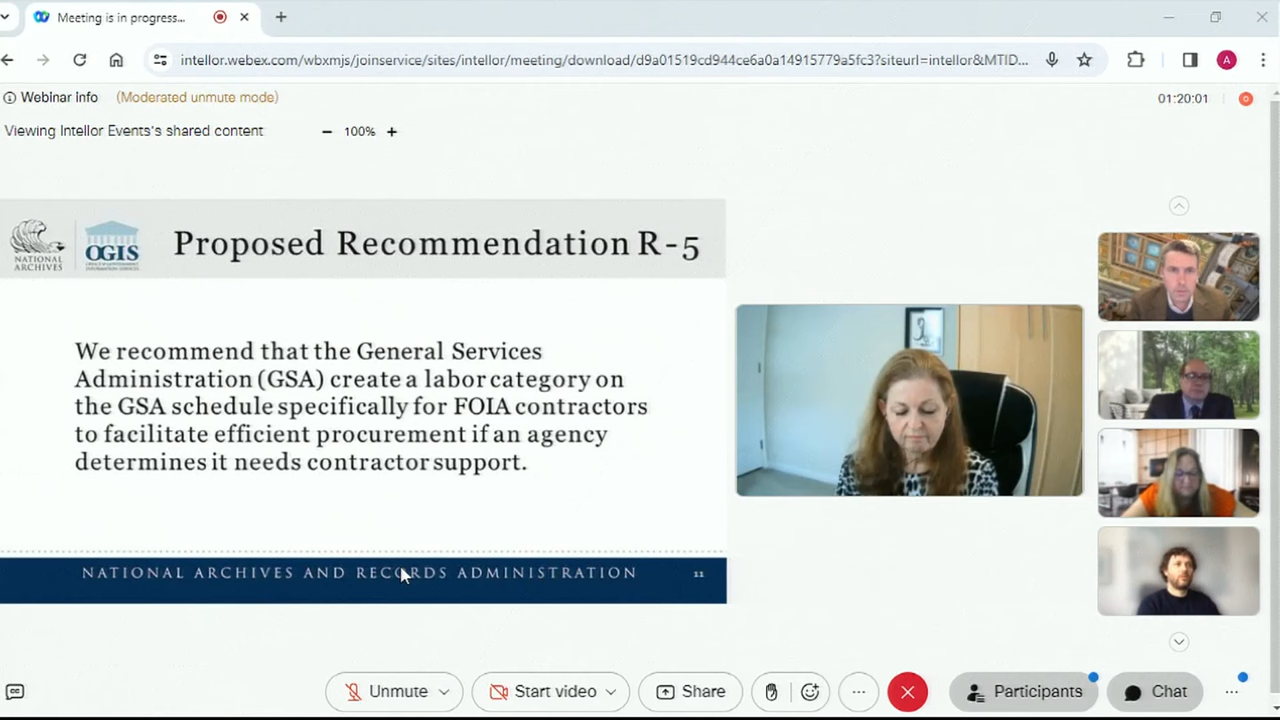 Meeting is in progress...
intellor.webex.com/wbxmjs/joinservice/sites/intellor/meeting/download/d9a01519cd944ce6a0a14915779a5fc3?siteurl=intellor&MTID...
A
Webinar info (Moderated unmute mode)
01:20:01
Viewing Intellor Events's shared content
100%
NATIONAL
ARCHIVES
OGIS
Proposed Recommendation R-5
We recommend that the General Services
Administration (GSA) create a labor category on
the GSA schedule specifically for FOIA contractors
to facilitate efficient procurement if an agency
determines it needs contractor support.
NATIONAL ARCHIVES AND RECORDS ADMINISTRATION
11
Unmute
Start video
Share
Participants
Chat